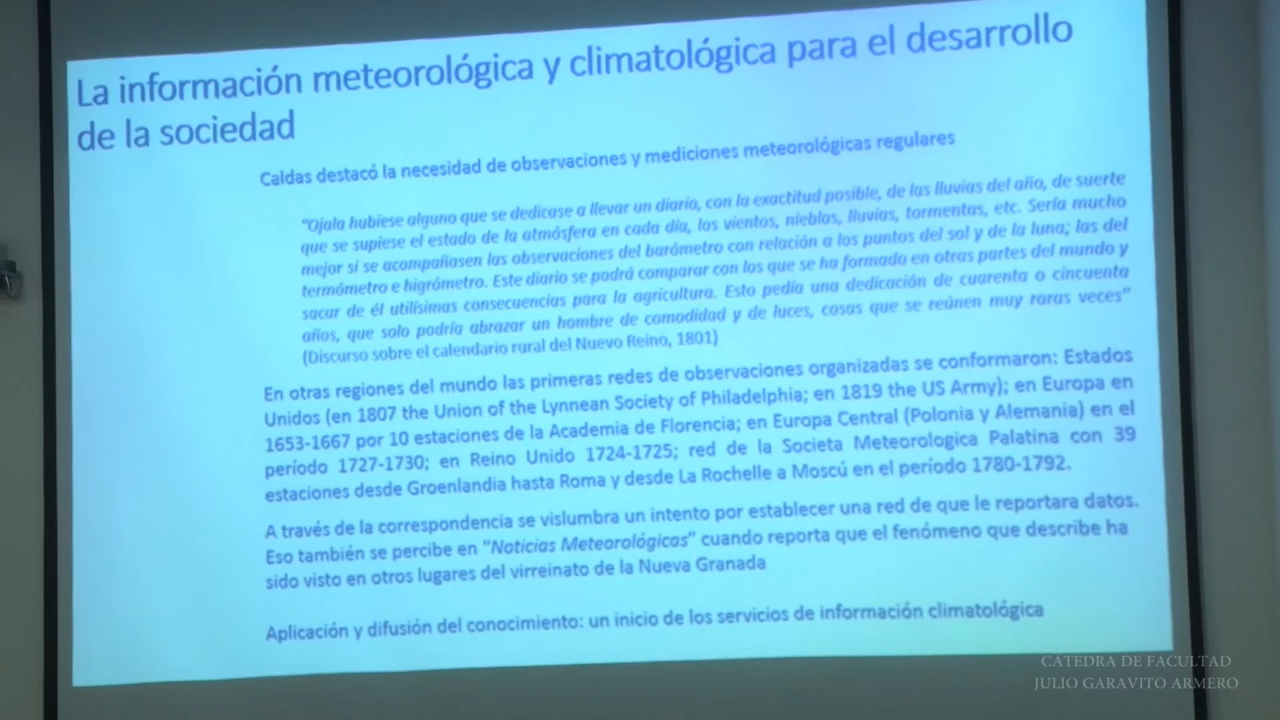 La información meteorológica y climatológica para el desarrollo
de la sociedad
Caldas destacó la necesidad de observaciones y mediciones meteorológicas regulares
"Ojala hubiese alguno que se dedicase a llevar un diario, con la exactitud posible, de las lluvias del año, de suerte
que se supiese el estado de la atmósfera en cada día, los vientos, nieblas, lluvias, tormentas, etc. Sería mucho
mejor si se acompañasen las observaciones del barómetro con relación a los puntos del sol y de la luna; las del
termómetro e higrómetro. Este diario se podrá comparar con los que se ha formado en otras partes del mundo y
sacar de él utilísimas consecuencias para la agricultura. Esto pedía una dedicación de cuarenta o cincuenta
años, que solo podría abrazar un hombre de comodidad y de luces, cosas que se reúnen muy raras veces"
(Discurso sobre el calendario rural del Nuevo Reino, 1801)
En otras regiones del mundo las primeras redes de observaciones organizadas se conformaron: Estados
Unidos (en 1807 the Union of the Lynnean Society of Philadelphia; en 1819 the US Army); en Europa en
1653-1667 por 10 estaciones de la Academia de Florencia; en Europa Central (Polonia y Alemania) en el
período 1727-1730; en Reino Unido 1724-1725; red de la Societa Meteorologica Palatina con 39
estaciones desde Groenlandia hasta Roma y desde La Rochelle a Moscú en el período 1780-1792.
A través de la correspondencia se vislumbra un intento por establecer una red de que le reportara datos.
Eso también se percibe en "Noticias Meteorológicas" cuando reporta que el fenómeno que describe ha
sido visto en otros lugares del virreinato de la Nueva Granada
Aplicación y difusión del conocimiento: un inicio de los servicios de información climatológica
CÁTEDRA DE FACULTAD
JULIO GARAVITO ARMERO